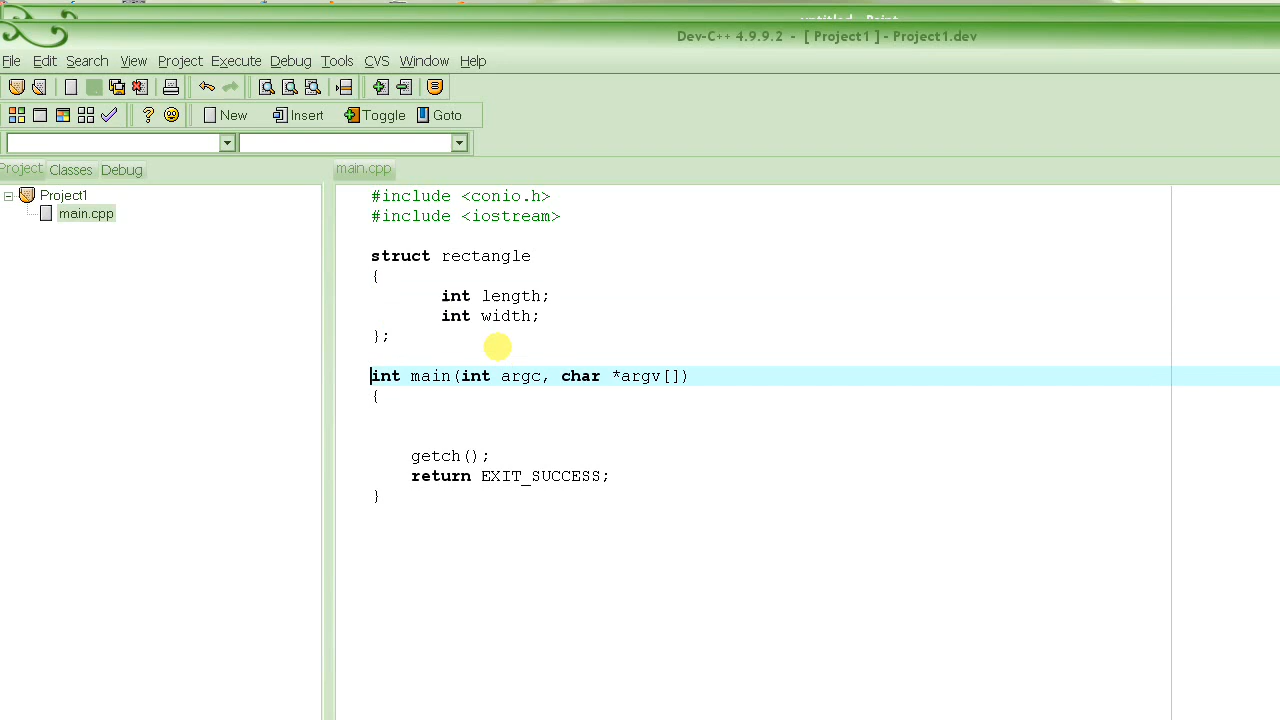 untitled - Paint
Dev-C++ 4.9.9.2 - [ Project1 ] - Project1.dev
File Edit Search View Project Execute Debug Tools CVS Window Help
New Insert Toggle Goto
Project Classes Debug
main.cpp
Project1
main.cpp
#include <conio.h>
#include <iostream>
struct rectangle
{
int length;
int width;
};
int main(int argc, char *argv[])
{
getch();
return EXIT_SUCCESS;
}